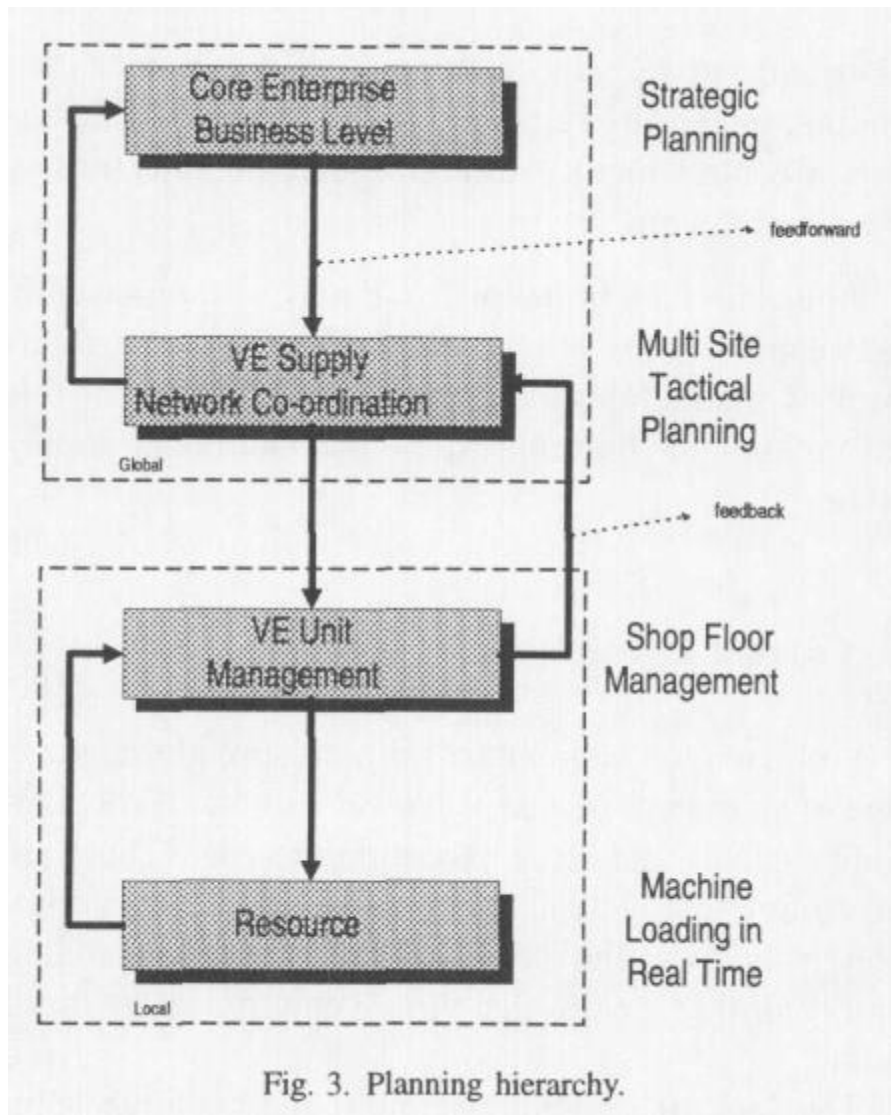 Core Enterprise
Business Level
Strategic
Planning
feedforward
VE Supply
Network Co-ordination
Multi Site
Tactical
Planning
Global
feedback
VE Unit
Management
Shop Floor
Management
Resource
Machine
Loading in
Real Time
Local
Fig. 3. Planning hierarchy.